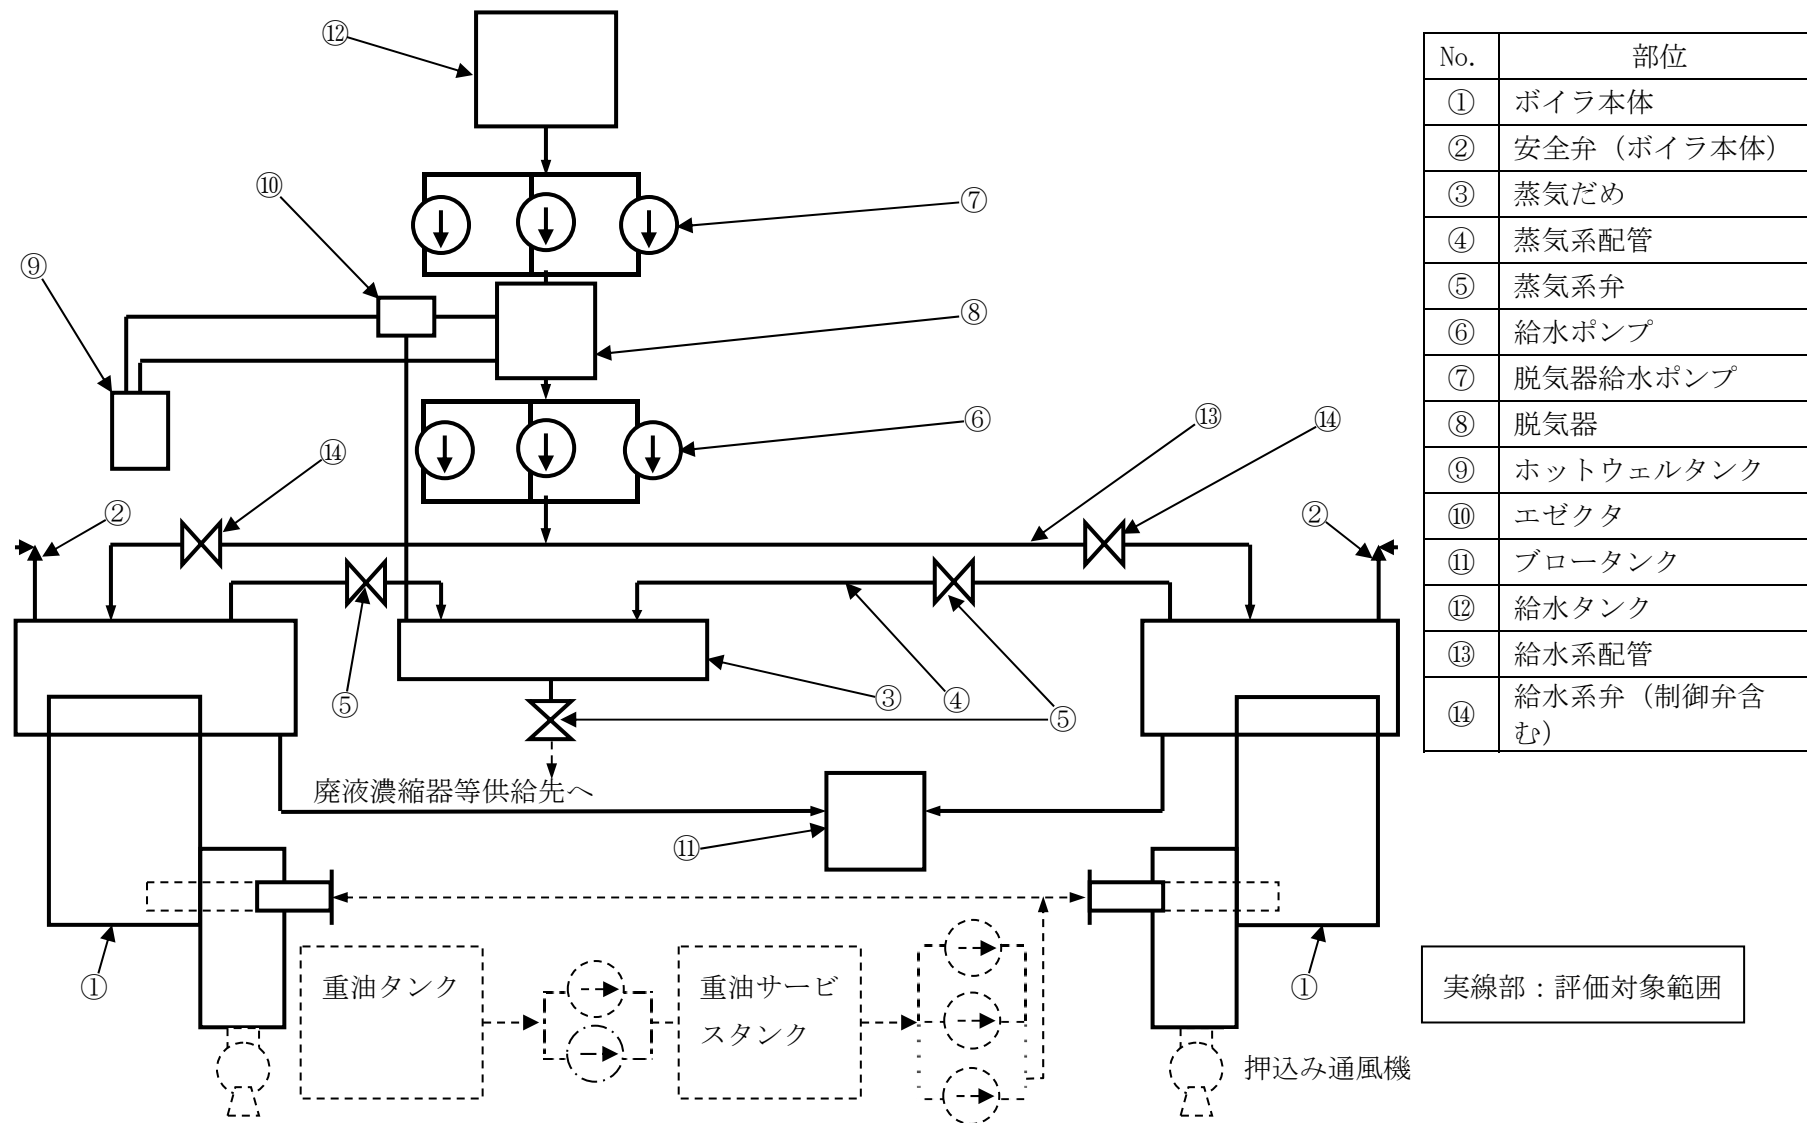 ⑫
⑩
⑦
⑨
⑧
⑥
⑬
⑭
⑭
②
②
⑤
③
④
⑤
廃液濃縮器等供給先へ
⑪
①
重油タンク
重油サービ
スタンク
①
押込み通風機
No. 部位
① ボイラ本体
② 安全弁（ボイラ本体）
③ 蒸気だめ
④ 蒸気系配管
⑤ 蒸気系弁
⑥ 給水ポンプ
⑦ 脱気器給水ポンプ
⑧ 脱気器
⑨ ホットウェルタンク
⑩ エゼクタ
⑪ ブロータンク
⑫ 給水タンク
⑬ 給水系配管
⑭ 給水系弁（制御弁含
む）
実線部：評価対象範囲